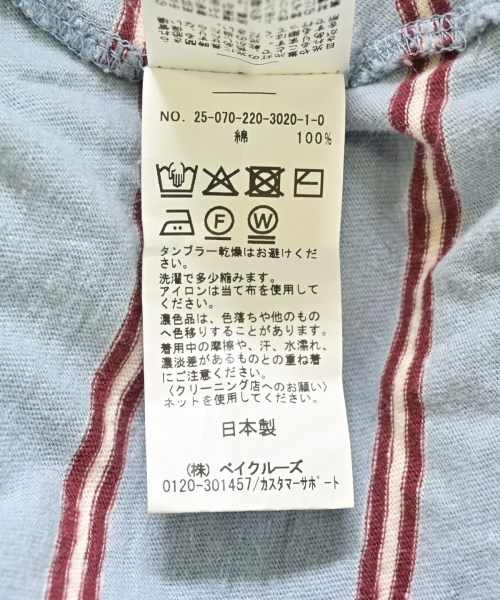 NO. 25-070-220-3020-1-0
綿 100%
F W
タンブラー乾燥はお避けくださ
い。
洗濯で多少縮みます。
アイロンは当て布を使用してく
ださい。
濃色品は、色落ちや他のもの
へ色移りすることがあります。
着用中の摩擦や、汗、水濡れ、
濃淡差があるものとの重ね着
にご注意ください。
〈クリーニング店へのお願い〉
ネットを使用してください。
日本製
(株) ベイクルーズ
0120-301457/カスタマーサポート